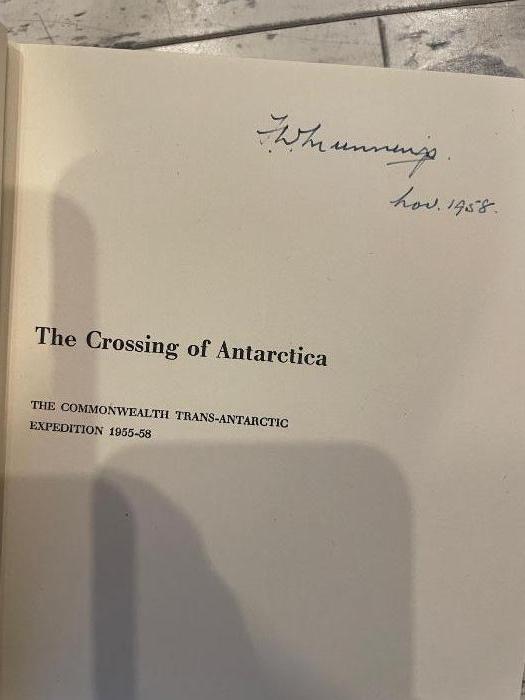 Nov. 1958.
The Crossing of Antarctica
THE COMMONWEALTH TRANS-ANTARCTIC
EXPEDITION 1955-58